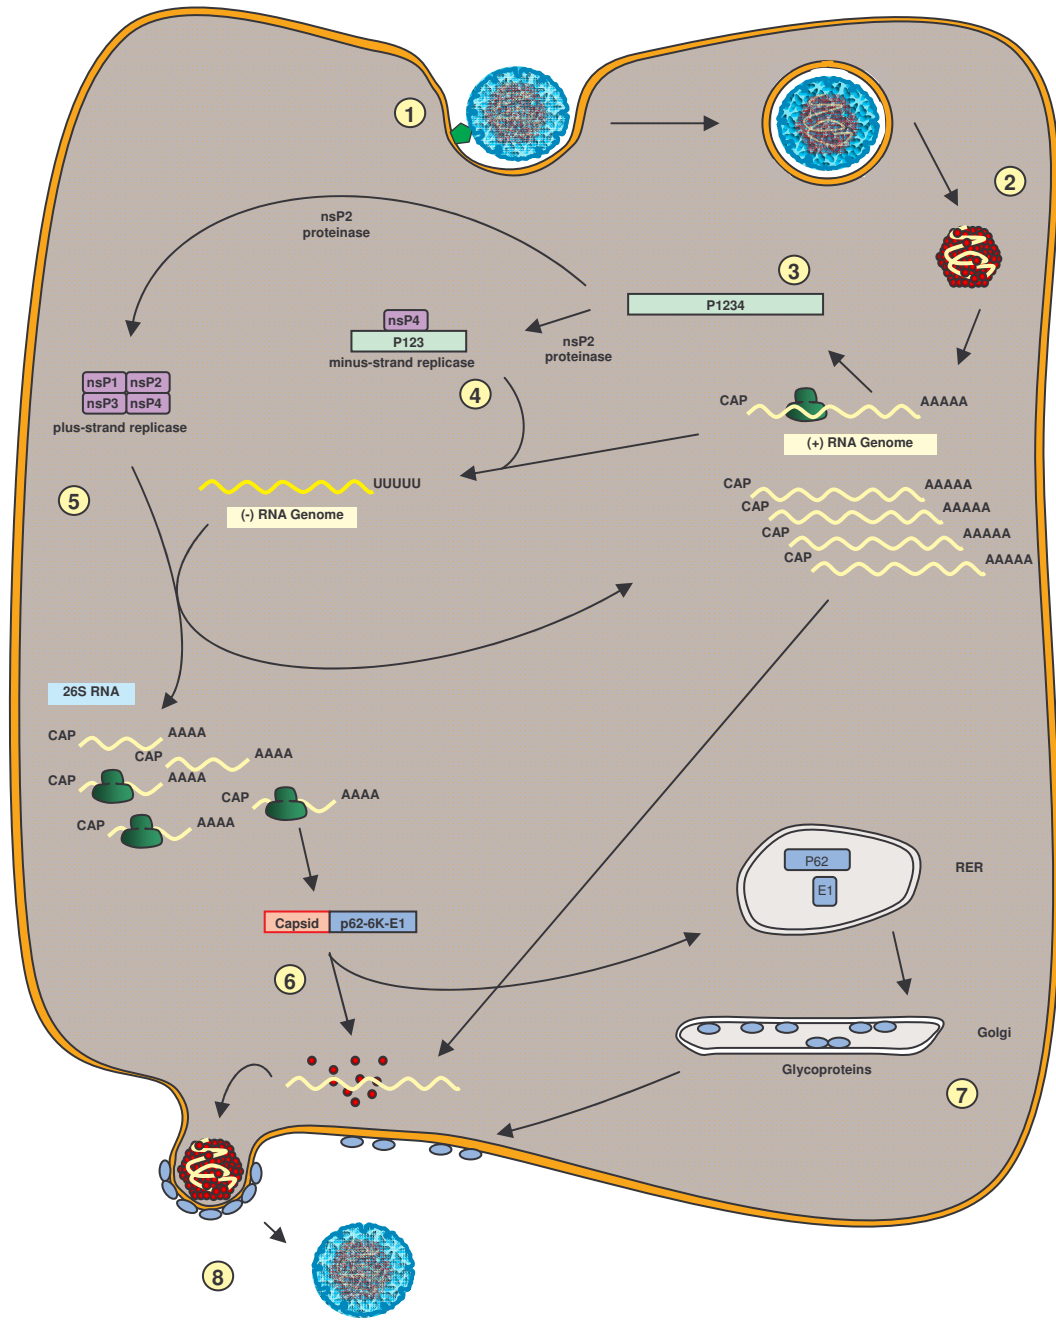 1
2
nsP2
proteinase
3
P1234
nsP4
P123
minus-strand replicase
nsP2
proteinase
4
nsP1 nsP2
nsP3 nsP4
plus-strand replicase
CAP AAAAA
(+) RNA Genome
5
UUUUU
(-) RNA Genome
CAP AAAAA
CAP AAAAA
CAP AAAAA
CAP AAAAA
26S RNA
CAP AAAA
CAP AAAA
CAP AAAA
CAP AAAA
CAP AAAA
P62
E1
RER
Capsid p62-6K-E1
6
Golgi
Glycoproteins
7
8